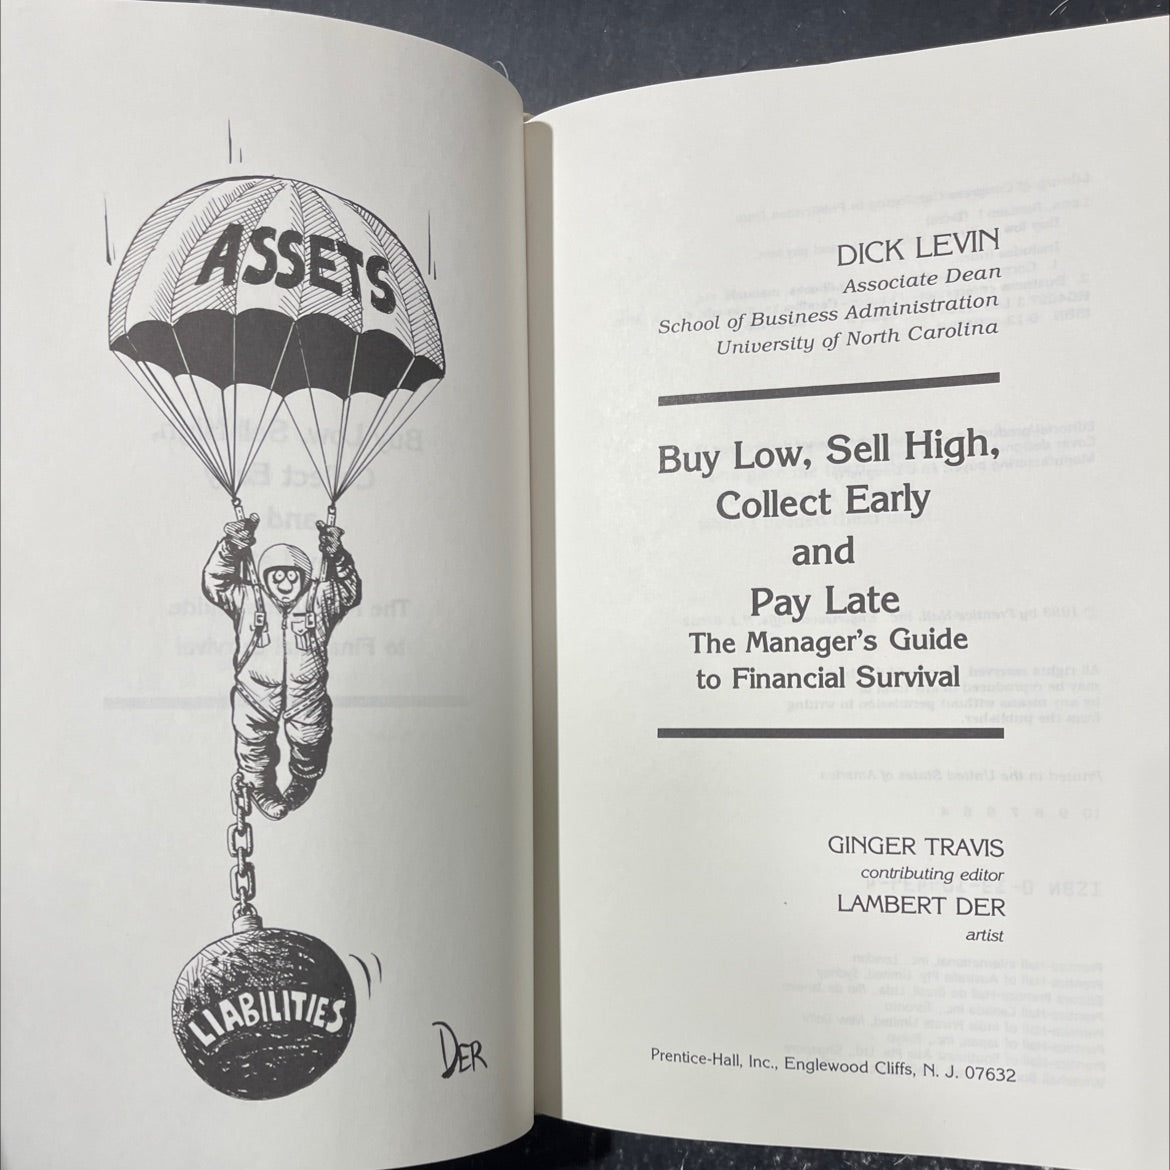 ASSETS
LIABILITIES
DER
DICK LEVIN
Associate Dean
School of Business Administration
University of North Carolina
Buy Low, Sell High,
Collect Early
and
Pay Late
The Manager's Guide
to Financial Survival
GINGER TRAVIS
contributing editor
LAMBERT DER
artist
Prentice-Hall, Inc., Englewood Cliffs, N. J. 07632